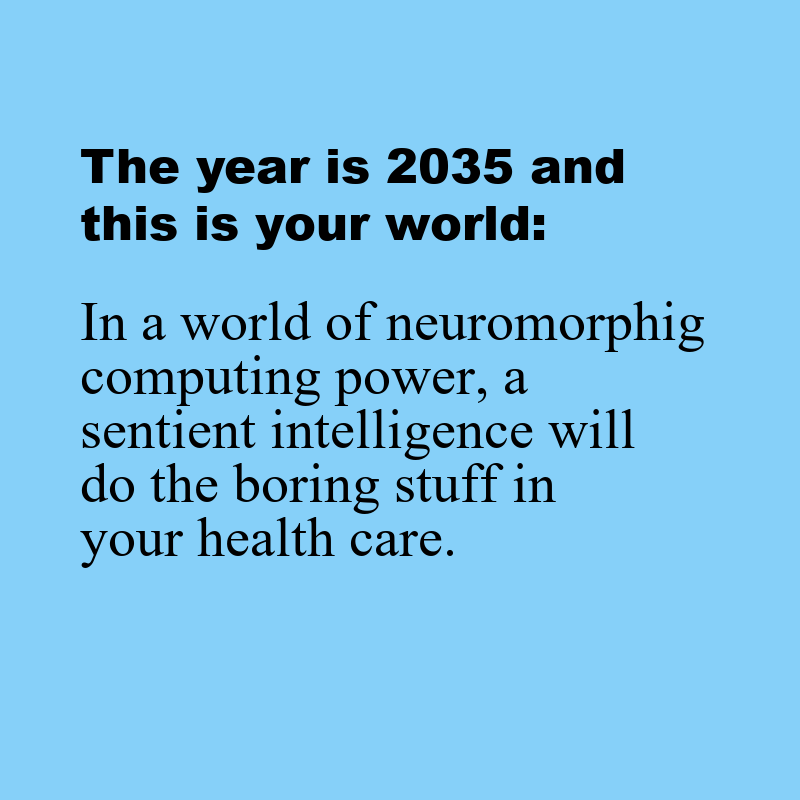 The year is 2035 and
this is your world:
In a world of neuromorphig
computing power, a
sentient intelligence will
do the boring stuff in
your health care.